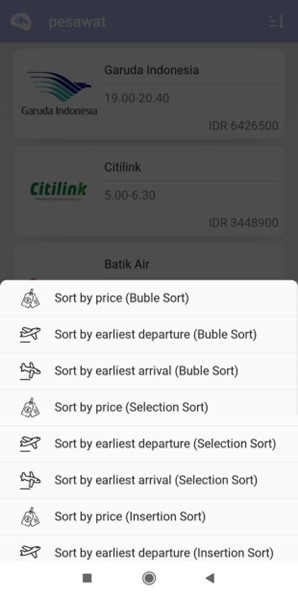 pesawat
Garuda Indonesia
19.00-20.40
Garuda Indonesia
IDR 6426500
Citilink
Citilink
5.00-6.30
IDR 3448900
Batik Air
Sort by price (Buble Sort)
Sort by earliest departure (Buble Sort)
Sort by earliest arrival (Buble Sort)
Sort by price (Selection Sort)
Sort by earliest departure (Selection Sort)
Sort by earliest arrival (Selection Sort)
Sort by price (Insertion Sort)
Sort by earliest departure (Insertion Sort)